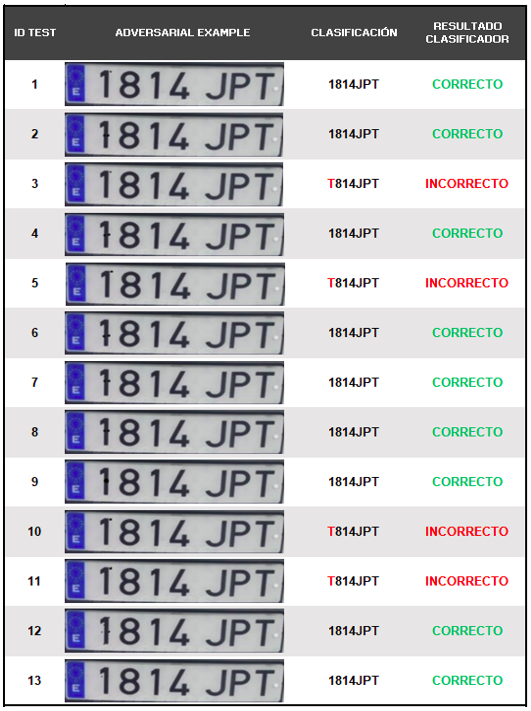 ID TEST ADVERSARIAL EXAMPLE CLASIFICACIÓN RESULTADO CLASIFICADOR
1 E 1814 JPT 1814JPT CORRECTO
2 E 1814 JPT 1814JPT CORRECTO
3 E 1814 JPT T814JPT INCORRECTO
4 E 1814 JPT 1814JPT CORRECTO
5 E 1814 JPT T814JPT INCORRECTO
6 E 1814 JPT 1814JPT CORRECTO
7 E 1814 JPT 1814JPT CORRECTO
8 E 1814 JPT 1814JPT CORRECTO
9 E 1814 JPT 1814JPT CORRECTO
10 E 1814 JPT T814JPT INCORRECTO
11 E 1814 JPT T814JPT INCORRECTO
12 E 1814 JPT 1814JPT CORRECTO
13 E 1814 JPT 1814JPT CORRECTO